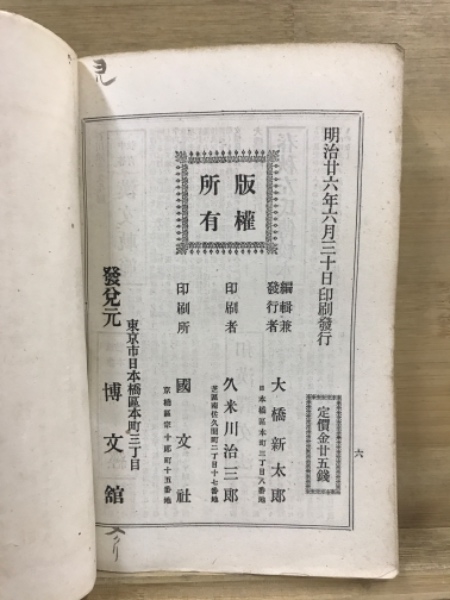 明治廿六年六月三十日印刷發行
定價金廿五錢
六
版權
所有
編輯兼
發行者
大橋新太郎
日本橋區本町三丁目八番地
印刷者
久米川治三郎
芝區南佐久間町二丁目十七番地
印刷所
國文社
京橋區宗十郎町十五番地
發兌元
東京市日本橋區本町三丁目
博文舘